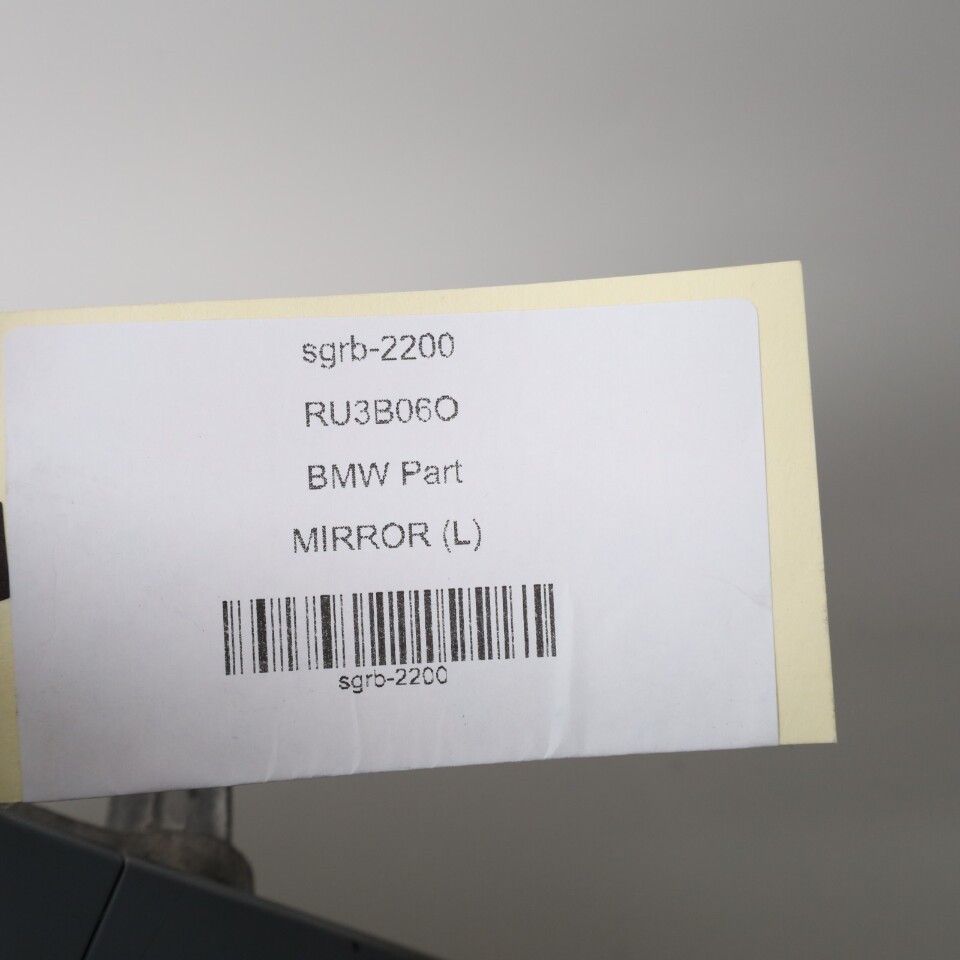 sgrb-2200
RU3B06O
BMW Part
MIRROR (L)
sgrb-2200